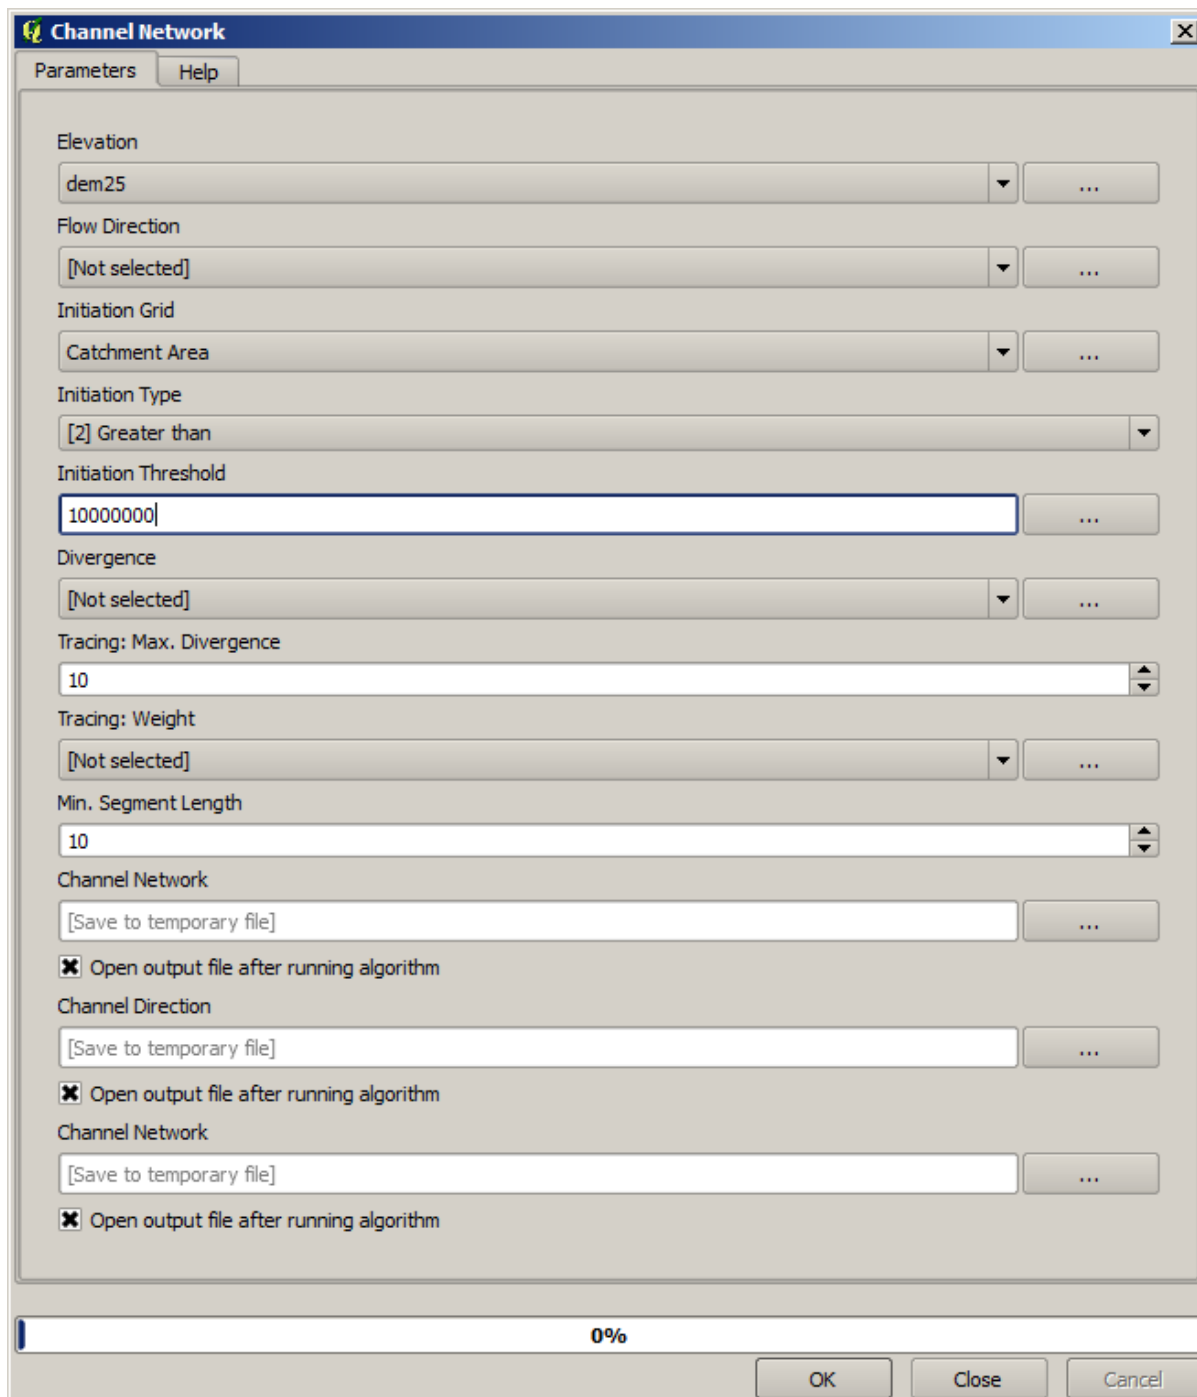 Channel Network
Parameters
Help
Elevation
dem25
...
Flow Direction
[Not selected]
...
Initiation Grid
Catchment Area
...
Initiation Type
[2] Greater than
Initiation Threshold
10000000
...
Divergence
[Not selected]
...
Tracing: Max. Divergence
10
Tracing: Weight
[Not selected]
...
Min. Segment Length
10
Channel Network
[Save to temporary file]
...
Open output file after running algorithm
Channel Direction
[Save to temporary file]
...
Open output file after running algorithm
Channel Network
[Save to temporary file]
...
Open output file after running algorithm
0%
OK
Close
Cancel